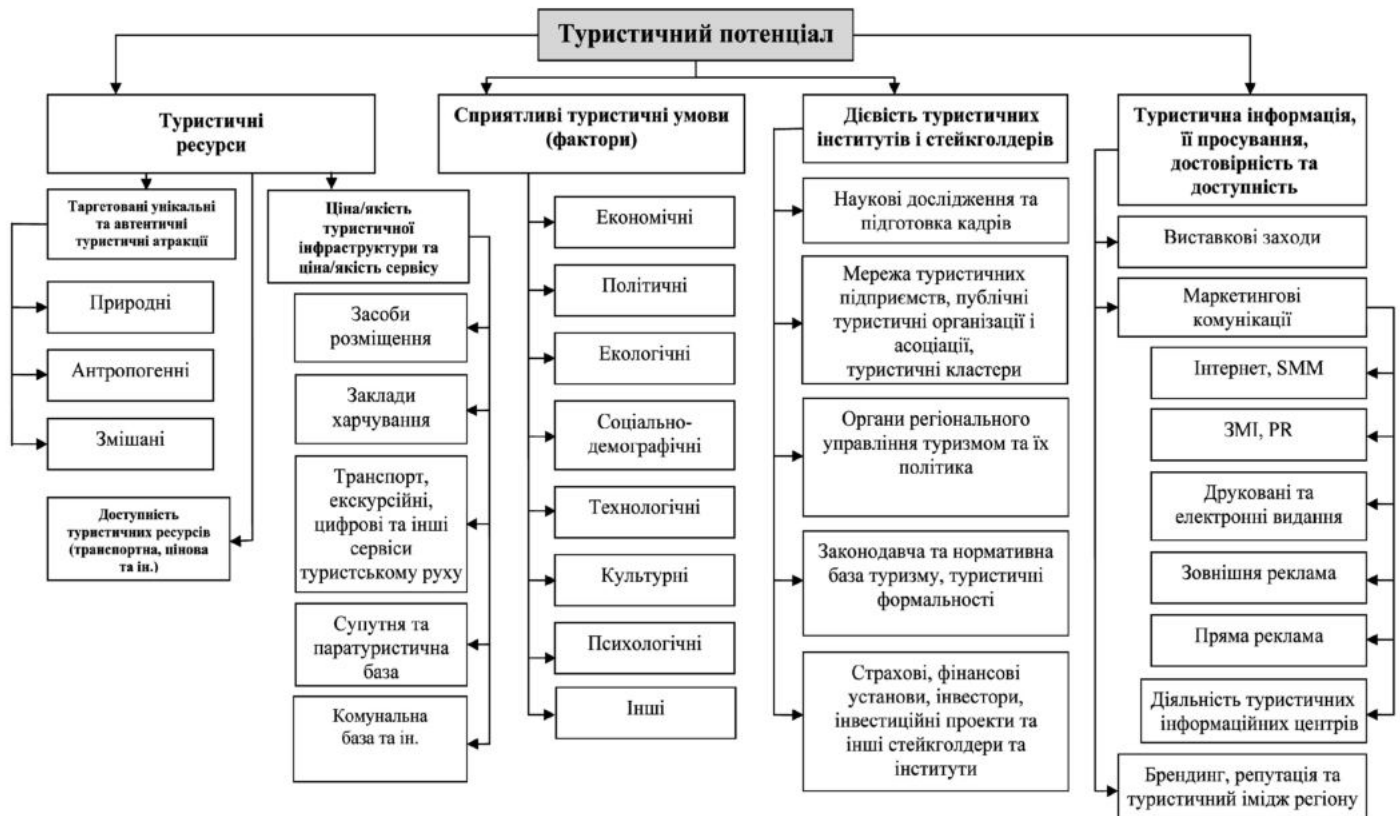 Туристичний потенціал
Туристичні
ресурси
Таргетовані унікальні
та автентичні
туристичні атракції
Природні
Антропогенні
Змішані
Доступність
туристичних ресурсів
(транспортна, цінова
та ін.)
Ціна/якість
туристичної
інфраструктури та
ціна/якість сервісу
Засоби
розміщення
Заклади
харчування
Транспорт,
екскурсійні,
цифрові та інші
сервіси
туристському руху
Супутня та
паратуристична
база
Комунальна
база та ін.
Сприятливі туристичні умови
(фактори)
Економічні
Політичні
Екологічні
Соціально-
демографічні
Технологічні
Культурні
Психологічні
Інші
Дієвість туристичних
інститутів і стейкголдерів
Наукові дослідження та
підготовка кадрів
Мережа туристичних
підприємств, публічні
туристичні організації і
асоціації,
туристичні кластери
Органи регіонального
управління туризмом та їх
політика
Законодавча та нормативна
база туризму, туристичні
формальності
Страхові, фінансові
установи, інвестори,
інвестиційні проекти та
інші стейкголдери та
інститути
Туристична інформація,
її просування,
достовірність та
доступність
Виставкові заходи
Маркетингові
комунікації
Інтернет, SMM
ЗМІ, PR
Друковані та
електронні видання
Зовнішня реклама
Пряма реклама
Діяльність туристичних
інформаційних центрів
Брендинг, репутація та
туристичний імідж регіону